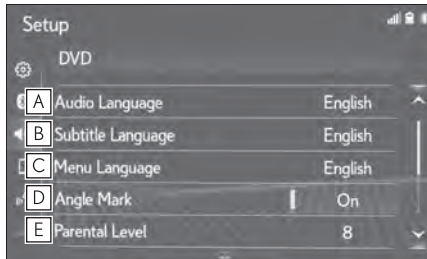 Setup
DVD
A Audio Language English
B Subtitle Language English
C Menu Language English
D Angle Mark On
E Parental Level 8